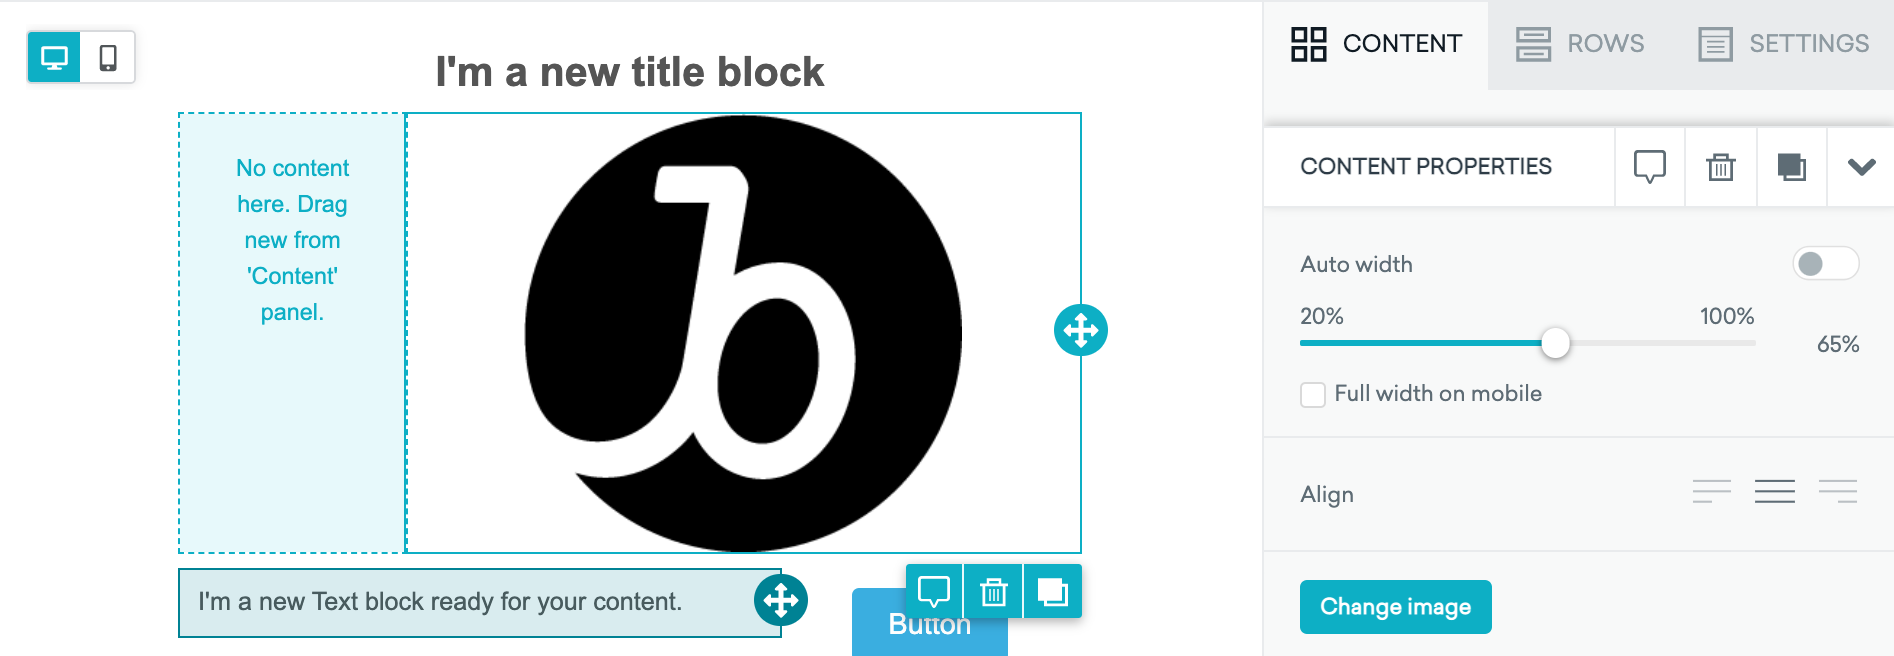 I'm a new title block
No content
here. Drag
new from
'Content'
panel.
b
I'm a new Text block ready for your content.
Button
CONTENT
ROWS
SETTINGS
CONTENT PROPERTIES
Auto width
20%
100%
65%
Full width on mobile
Align
Change image